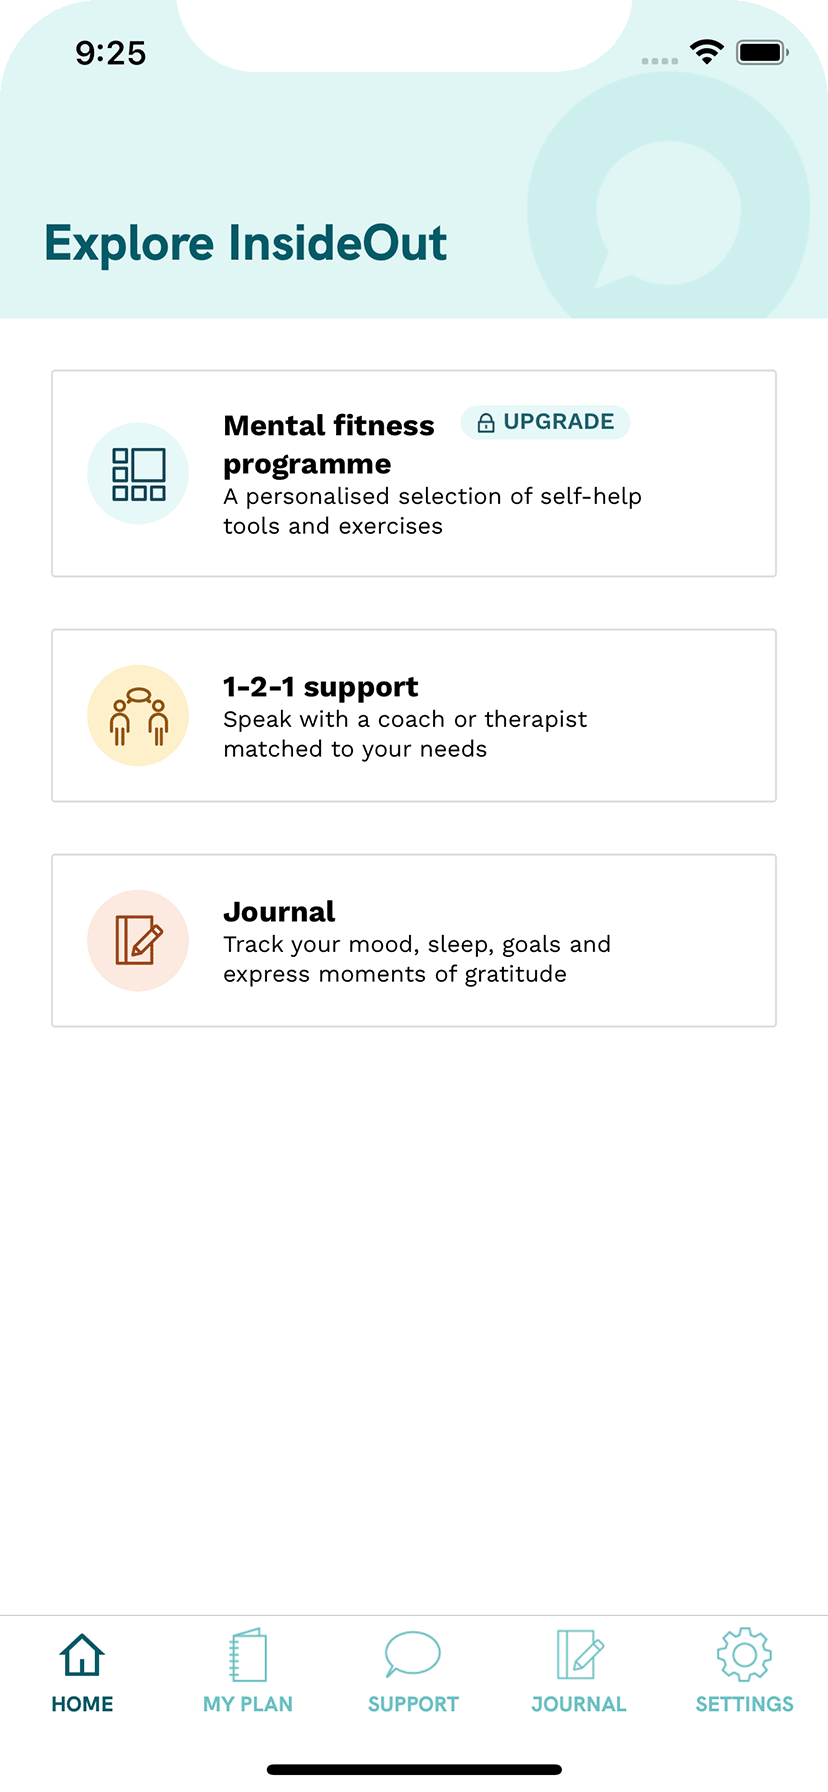 9:25
Explore InsideOut
Mental fitness
programme
UPGRADE
A personalised selection of self-help
tools and exercises
1-2-1 support
Speak with a coach or therapist
matched to your needs
Journal
Track your mood, sleep, goals and
express moments of gratitude
HOME
MY PLAN
SUPPORT
JOURNAL
SETTINGS